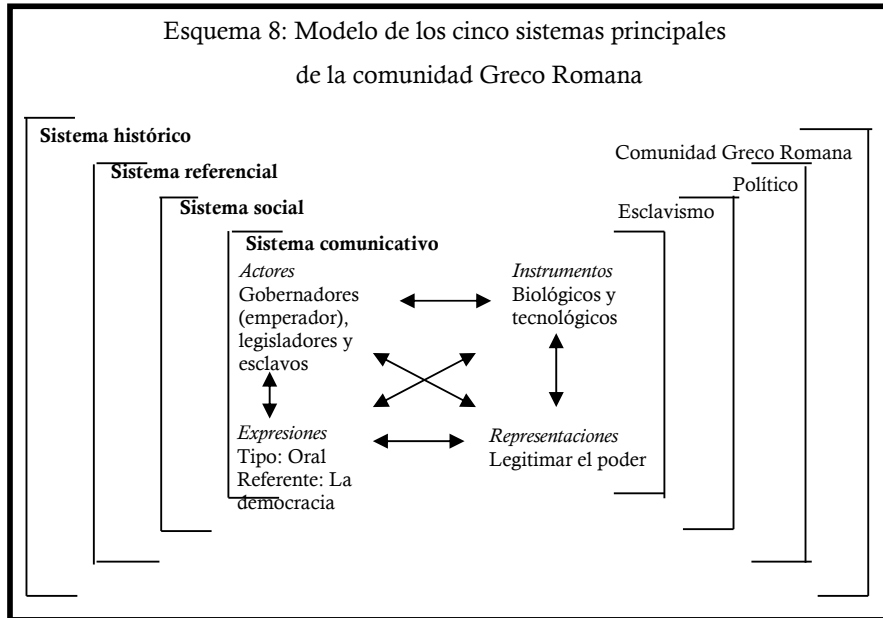 Esquema 8: Modelo de los cinco sistemas principales
de la comunidad Greco Romana
Sistema histórico
Comunidad Greco Romana
Sistema referencial
Político
Sistema social
Esclavismo
Sistema comunicativo
Actores
Gobernadores
(emperador),
legisladores y
esclavos
Instrumentos
Biológicos y
tecnológicos
Expresiones
Tipo: Oral
Referente: La
democracia
Representaciones
Legitimar el poder